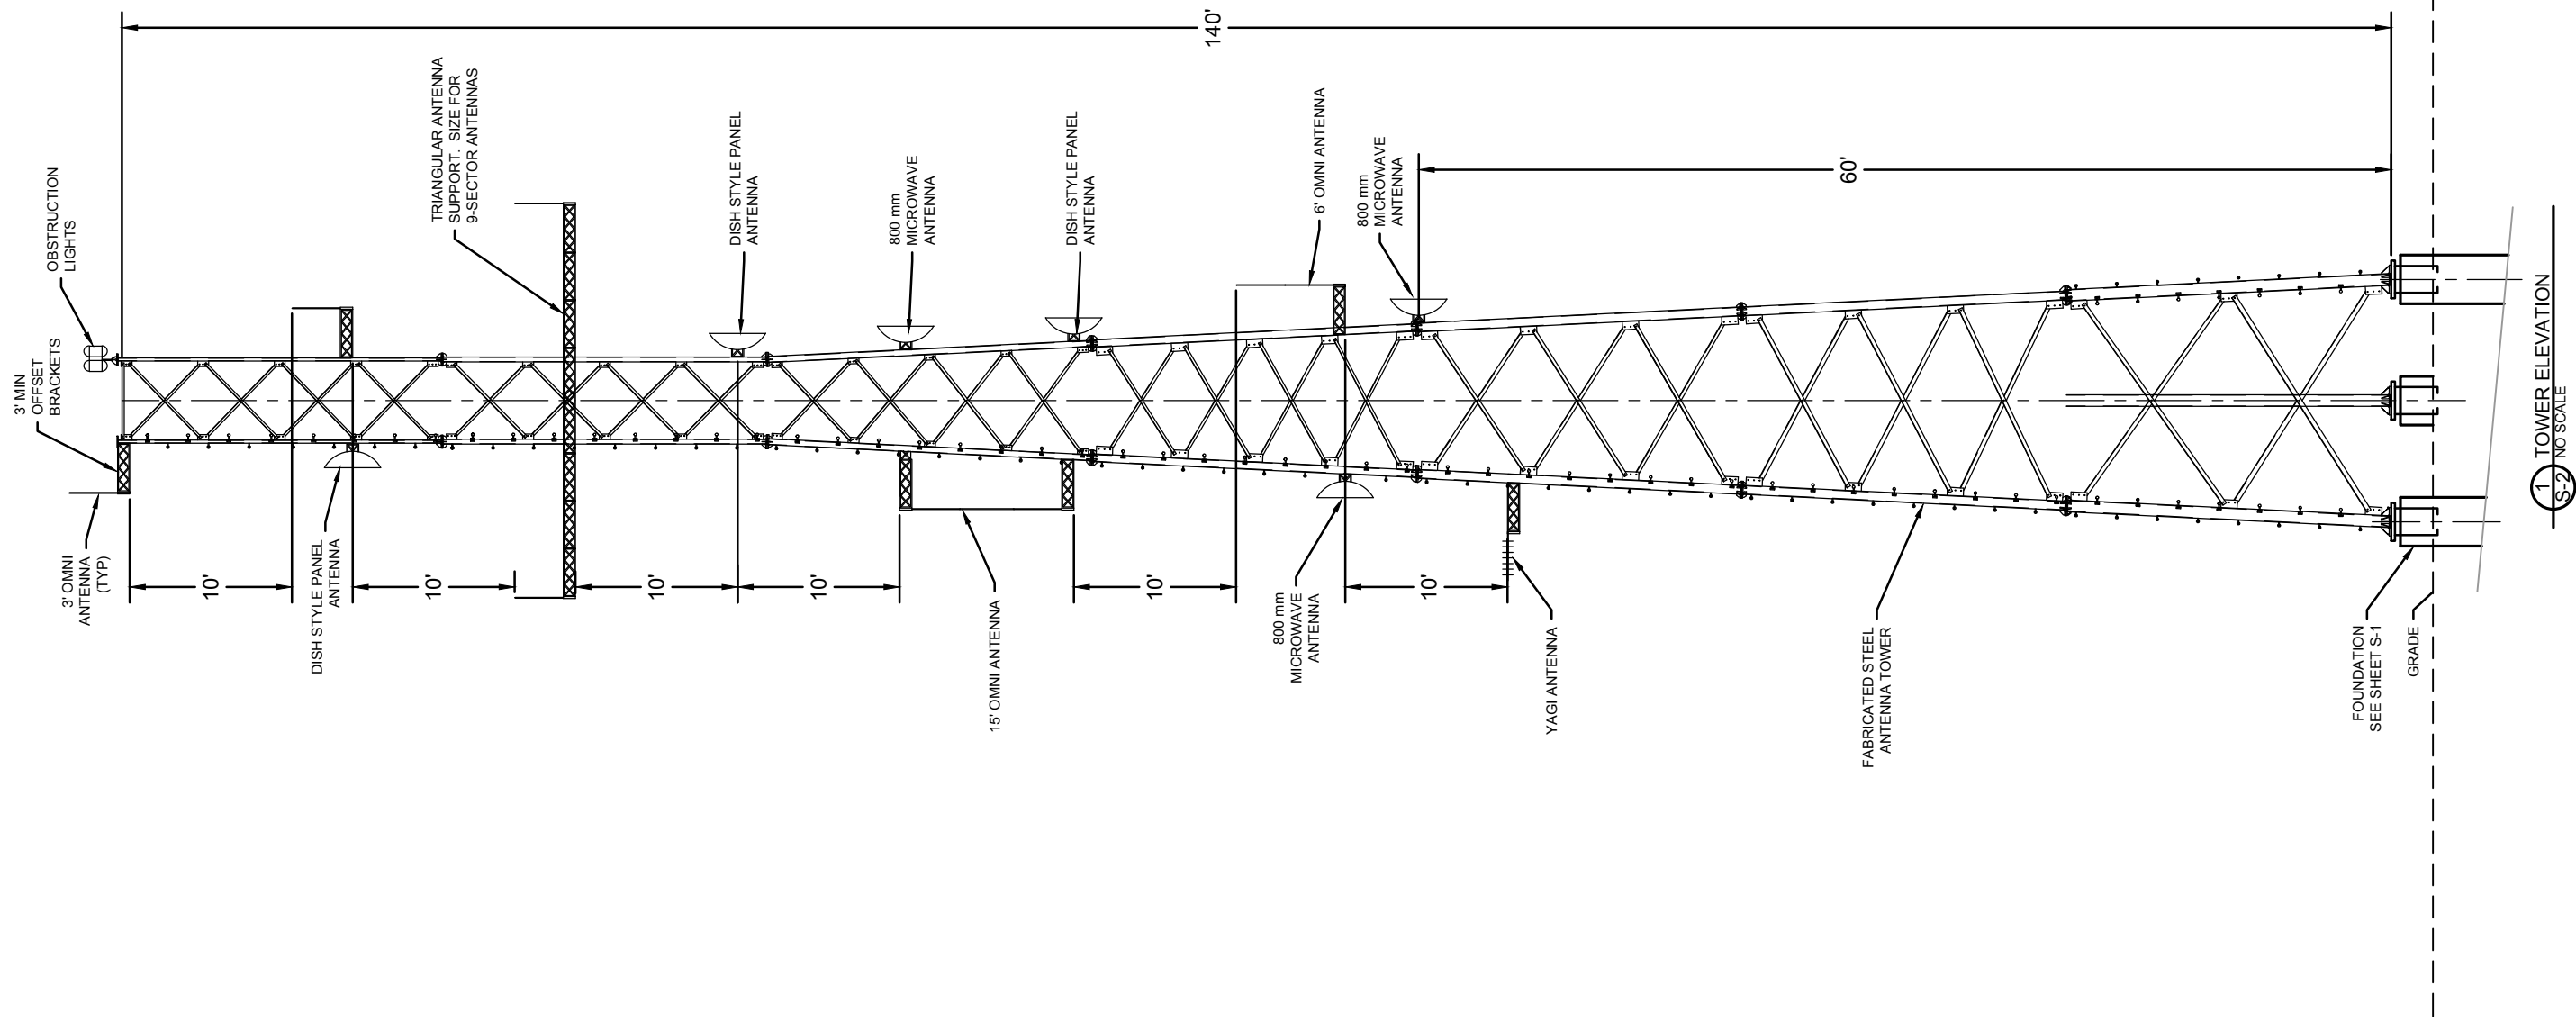 3' MIN
OFFSET
BRACKETS
OBSTRUCTION
LIGHTS
3' OMNI
ANTENNA
(TYP)
10'
DISH STYLE PANEL
ANTENNA
10'
TRIANGULAR ANTENNA
SUPPORT. SIZE FOR
9-SECTOR ANTENNAS
10'
DISH STYLE PANEL
ANTENNA
10'
800 mm
MICROWAVE
ANTENNA
15' OMNI ANTENNA
DISH STYLE PANEL
ANTENNA
10'
140'
6' OMNI ANTENNA
800 mm
MICROWAVE
ANTENNA
800 mm
MICROWAVE
ANTENNA
10'
YAGI ANTENNA
60'
FABRICATED STEEL
ANTENNA TOWER
FOUNDATION
SEE SHEET S-1
GRADE
1
S-2
TOWER ELEVATION
NO SCALE